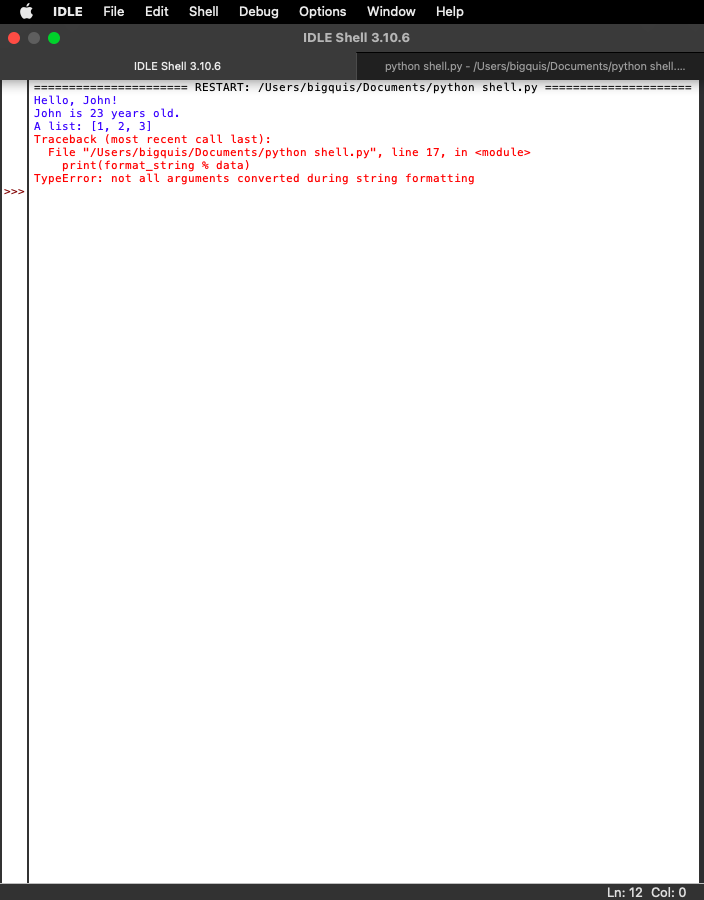 IDLE File Edit Shell Debug Options Window Help
IDLE Shell 3.10.6
IDLE Shell 3.10.6 python shell.py - /Users/bigquis/Documents/python shell....
====================== RESTART: /Users/bigquis/Documents/python shell.py =====================
Hello, John!
John is 23 years old.
A list: [1, 2, 3]
Traceback (most recent call last):
  File "/Users/bigquis/Documents/python shell.py", line 17, in <module>
    print(format_string % data)
TypeError: not all arguments converted during string formatting
>>>
Ln: 12 Col: 0